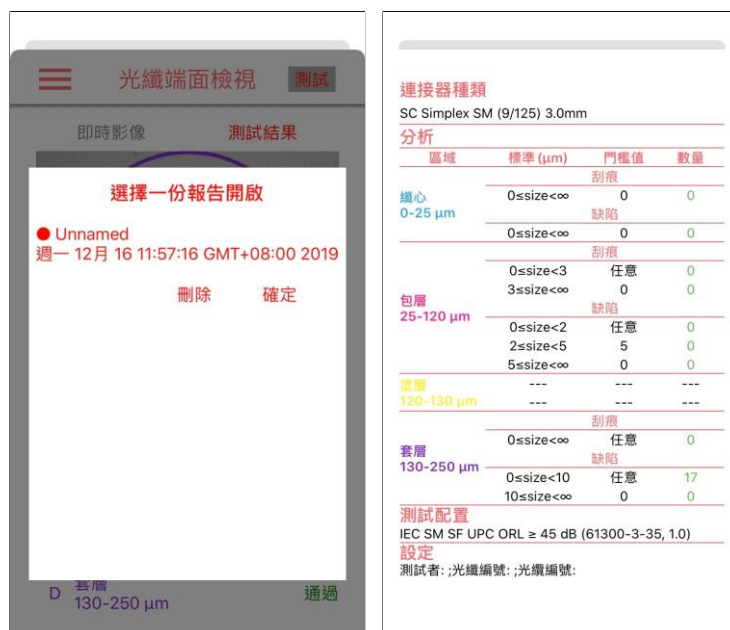 光纖端面檢視 測試
即時影像 測試結果
選擇一份報告開啟
Unnamed
週一 12月 16 11:57:16 GMT+08:00 2019
刪除 確定
D 套層
130-250 μm 通過
連接器種類
SC Simplex SM (9/125) 3.0mm
分析
區域 標準 (μm) 門檻值 數量
刮痕
纖心
0-25 μm
0≤size<∞ 0 0
缺陷
0≤size<∞ 0 0
刮痕
包層
25-120 μm
0≤size<3 任意 0
3≤size<∞ 0 0
缺陷
0≤size<2 任意 0
2≤size<5 5 0
5≤size<∞ 0 0
塗層
120-130 μm
--- --- ---
--- --- ---
刮痕
套層
130-250 μm
0≤size<∞ 任意 0
缺陷
0≤size<10 任意 17
10≤size<∞ 0 0
測試配置
IEC SM SF UPC ORL ≥ 45 dB (61300-3-35, 1.0)
設定
測試者: ;光纖編號: ;光纜編號: